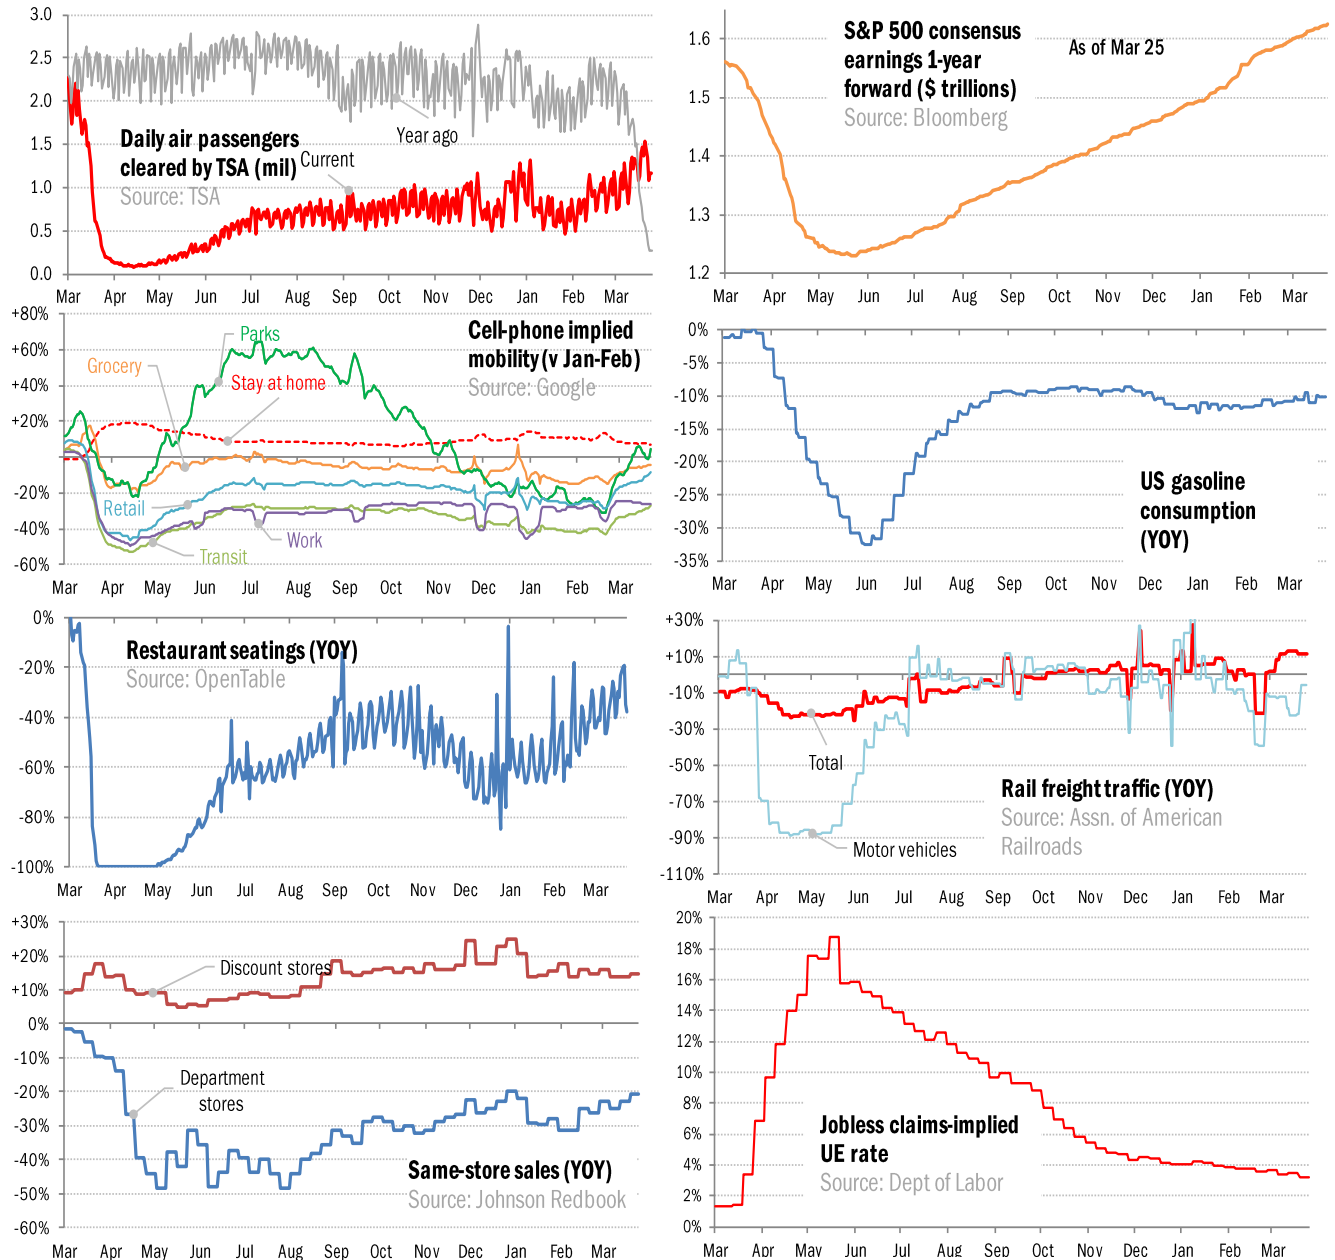 3.0
2.5
2.0
1.5
1.0
0.5
0.0
Daily air passengers
cleared by TSA (mil)
Source: TSA
Current
Year ago
Mar Apr May Jun Jul Aug Sep Oct Nov Dec Jan Feb Mar
1.6
1.5
1.4
1.3
1.2
S&P 500 consensus
earnings 1-year
forward ($ trillions)
Source: Bloomberg
As of Mar 25
Mar Apr May Jun Jul Aug Sep Oct Nov Dec Jan Feb Mar
+80%
+60%
+40%
+20%
+0%
-20%
-40%
-60%
Cell-phone implied
mobility (v Jan-Feb)
Source: Google
Parks
Grocery
Stay at home
Retail
Work
Transit
Mar Apr May Jun Jul Aug Sep Oct Nov Dec Jan Feb Mar
0%
-5%
-10%
-15%
-20%
-25%
-30%
-35%
US gasoline
consumption
(YOY)
Mar Apr May Jun Jul Aug Sep Oct Nov Dec Jan Feb Mar
0%
-20%
-40%
-60%
-80%
-100%
Restaurant seatings (YOY)
Source: OpenTable
Mar Apr May Jun Jul Aug Sep Oct Nov Dec Jan Feb Mar
+30%
+10%
-10%
-30%
-50%
-70%
-90%
-110%
Total
Rail freight traffic (YOY)
Source: Assn. of American
Railroads
Motor vehicles
Mar Apr May Jun Jul Aug Sep Oct Nov Dec Jan Feb Mar
+30%
+20%
+10%
0%
-10%
-20%
-30%
-40%
-50%
-60%
Discount stores
Department
stores
Same-store sales (YOY)
Source: Johnson Redbook
Mar Apr May Jun Jul Aug Sep Oct Nov Dec Jan Feb Mar
20%
18%
16%
14%
12%
10%
8%
6%
4%
2%
0%
Jobless claims-implied
UE rate
Source: Dept of Labor
Mar Apr May Jun Jul Aug Sep Oct Nov Dec Jan Feb Mar